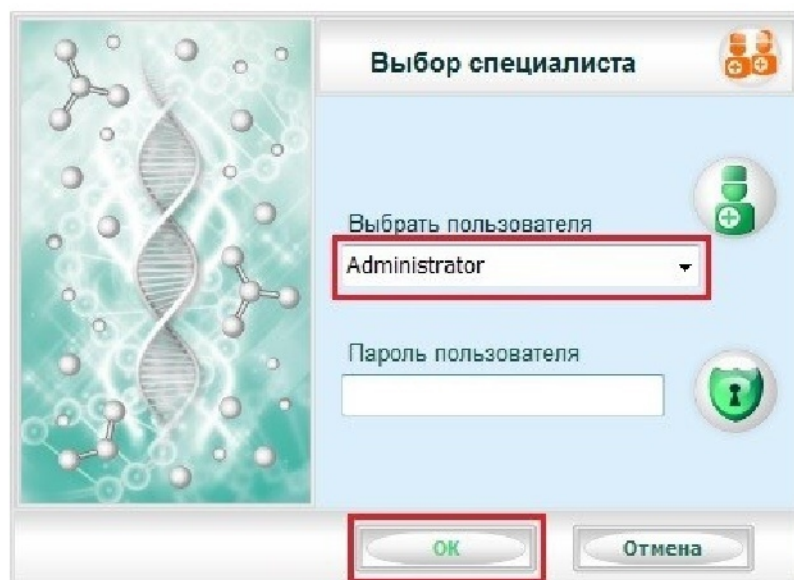 Выбор специалиста
Выбрать пользователя
Administrator
Пароль пользователя
OK
Отмена